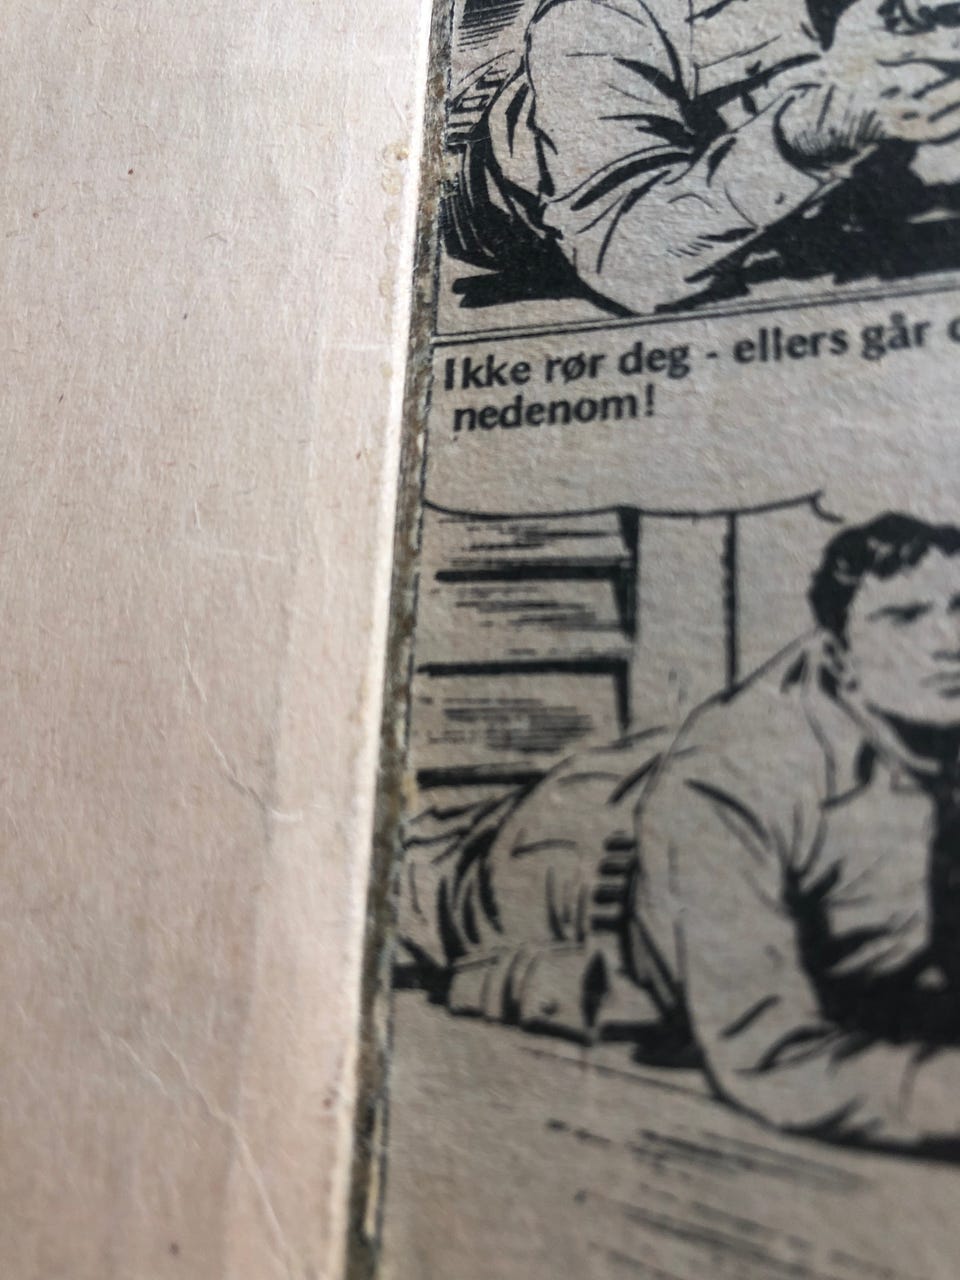 Ikke rør deg - ellers går
nedenom!